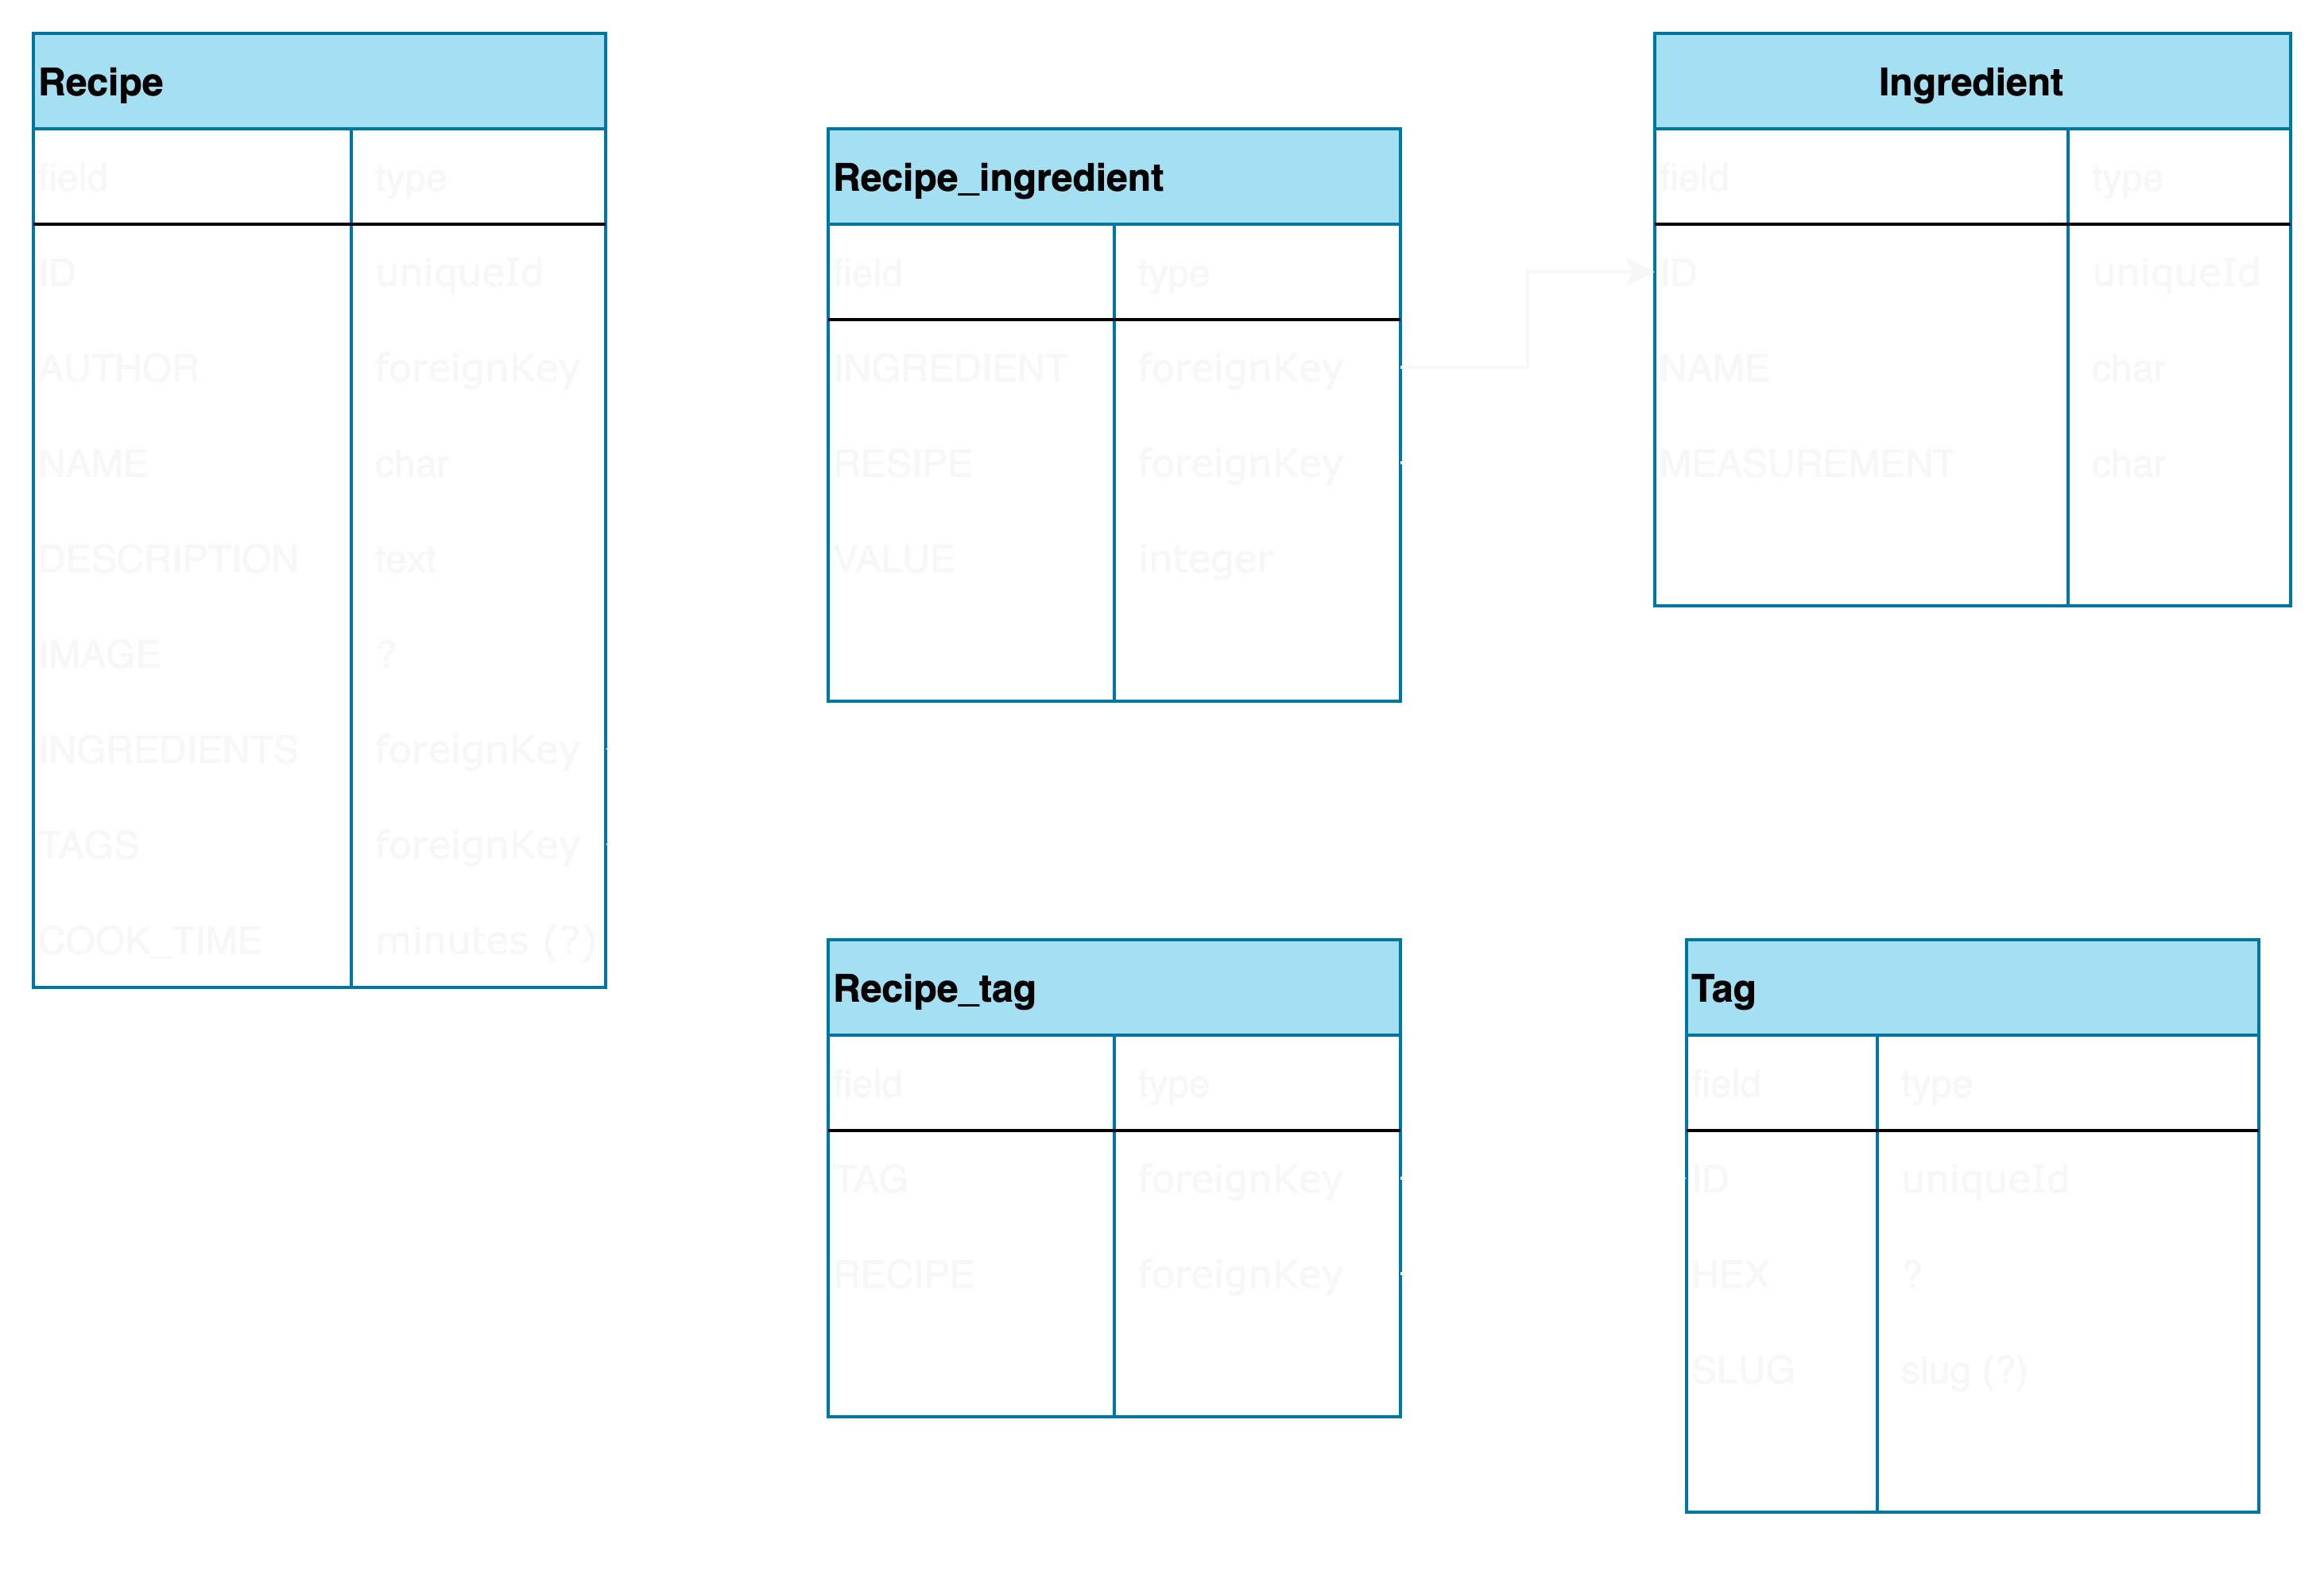 Recipe
field type
ID uniqueId
AUTHOR foreignKey
NAME char
DESCRIPTION text
IMAGE ?
INGREDIENTS foreignKey
TAGS foreignKey
COOK_TIME minutes (?)
Recipe_ingredient
field type
INGREDIENT foreignKey
RESIPE foreignKey
VALUE integer
Ingredient
field type
ID uniqueId
NAME char
MEASUREMENT char
Recipe_tag
field type
TAG foreignKey
RECIPE foreignKey
Tag
field type
ID uniqueId
HEX ?
SLUG slug (?)